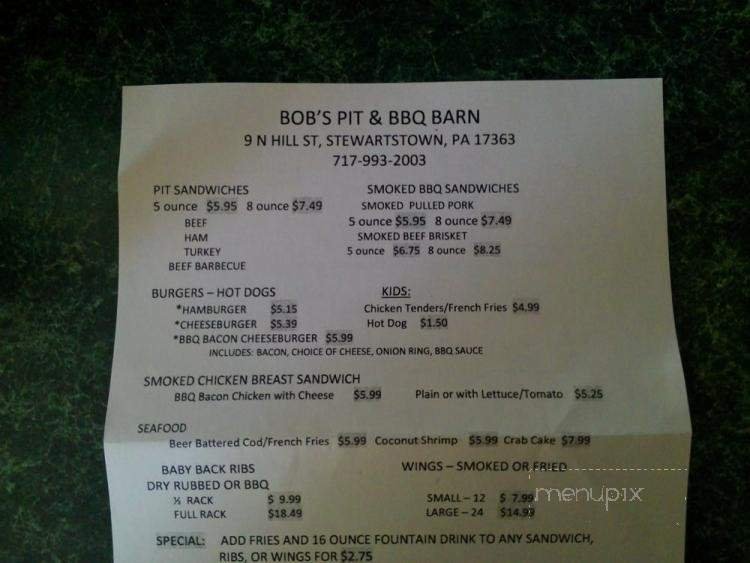 BOB'S PIT & BBQ BARN
9 N HILL ST, STEWARTSTOWN, PA 17363
717-993-2003
PIT SANDWICHES
5 ounce $5.95 8 ounce $7.49
BEEF
HAM
TURKEY
BEEF BARBECUE
SMOKED BBQ SANDWICHES
SMOKED PULLED PORK
5 ounce $5.95 8 ounce $7.49
SMOKED BEEF BRISKET
5 ounce $6.75 8 ounce $8.25
BURGERS – HOT DOGS
*HAMBURGER $5.15
*CHEESEBURGER $5.39
*BBQ BACON CHEESEBURGER $5.99
INCLUDES: BACON, CHOICE OF CHEESE, ONION RING, BBQ SAUCE
KIDS:
Chicken Tenders/French Fries $4.99
Hot Dog $1.50
SMOKED CHICKEN BREAST SANDWICH
BBQ Bacon Chicken with Cheese $5.99 Plain or with Lettuce/Tomato $5.25
SEAFOOD
Beer Battered Cod/French Fries $5.99 Coconut Shrimp $5.99 Crab Cake $7.99
BABY BACK RIBS
DRY RUBBED OR BBQ
½ RACK $ 9.99
FULL RACK $18.49
WINGS – SMOKED OR FRIED
SMALL – 12 $ 7.99
LARGE – 24 $14.99
menupix
SPECIAL: ADD FRIES AND 16 OUNCE FOUNTAIN DRINK TO ANY SANDWICH,
RIBS, OR WINGS FOR $2.75